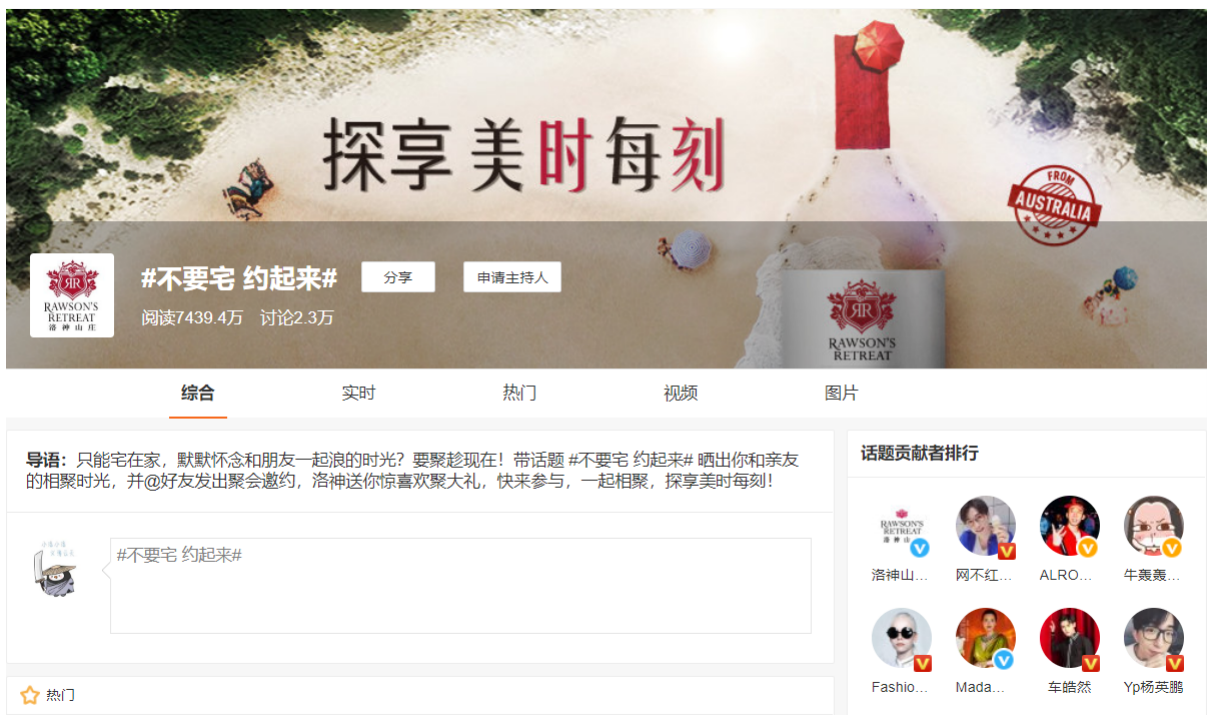 探享美时每刻
FROM
AUSTRALIA
RAWSON'S
RETREAT
洛神山庄
#不要宅 约起来#
分享
申请主持人
阅读7439.4万 讨论2.3万
RAWSON'S
RETREAT
综合
实时
热门
视频
图片
导语：只能宅在家，默默怀念和朋友一起浪的时光？要聚趁现在！带话题 #不要宅 约起来# 晒出你和亲友
的相聚时光，并@好友发出聚会邀约，洛神送你惊喜欢聚大礼，快来参与，一起相聚，探享美时每刻！
#不要宅 约起来#
热门
话题贡献者排行
RAWSON'S
RETREAT
洛神山…
网不红…
ALRO…
牛轰轰…
Fashio…
Mada…
车皓然
Yp杨英鹏